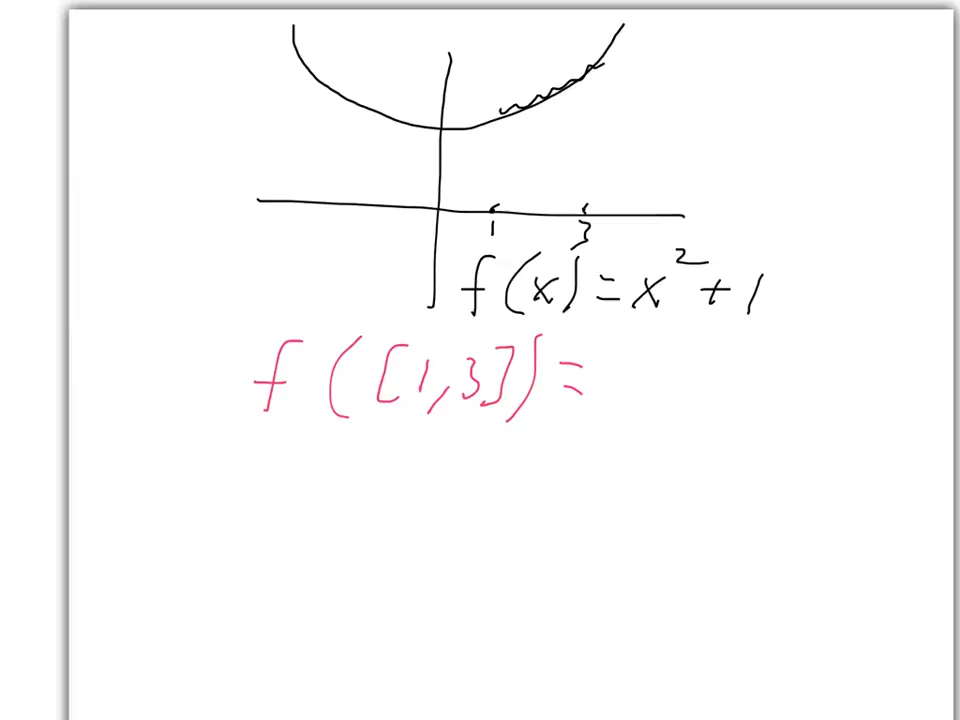 1 3
f(x) = x² + 1
f([1,3]) =